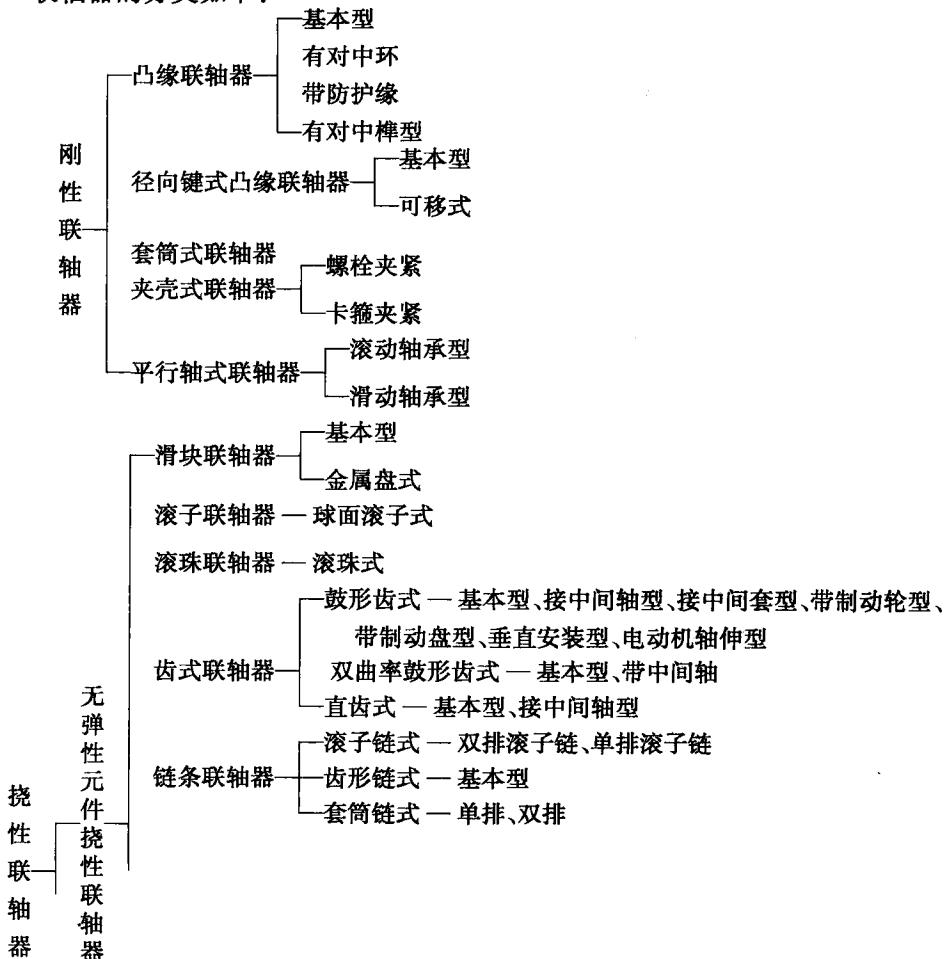 基本型
有对中环
凸缘联轴器
带防护缘
有对中榫型
刚性联轴器
基本型
径向键式凸缘联轴器
可移式
套筒式联轴器
螺栓夹紧
夹壳式联轴器
卡箍夹紧
滚动轴承型
平行轴式联轴器
滑动轴承型
基本型
滑块联轴器
金属盘式
滚子联轴器 — 球面滚子式
滚珠联轴器 — 滚珠式
鼓形齿式 — 基本型、接中间轴型、接中间套型、带制动轮型、
带制动盘型、垂直安装型、电动机轴伸型
齿式联轴器
双曲率鼓形齿式 — 基本型、带中间轴
直齿式 — 基本型、接中间轴型
滚子链式 — 双排滚子链、单排滚子链
链条联轴器
齿形链式 — 基本型
套筒链式 — 单排、双排
无弹性元件挠性联轴器
挠性联轴器